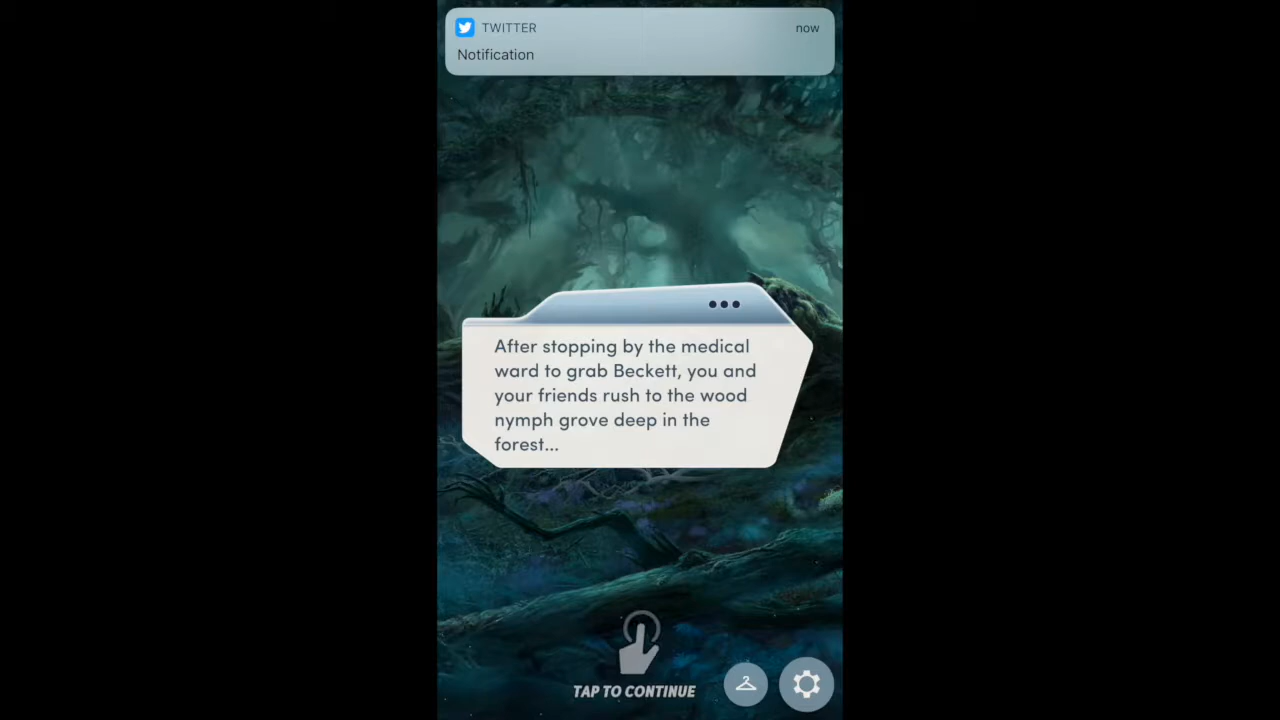 TWITTER
now
Notification
After stopping by the medical
ward to grab Beckett, you and
your friends rush to the wood
nymph grove deep in the
forest...
TAP TO CONTINUE